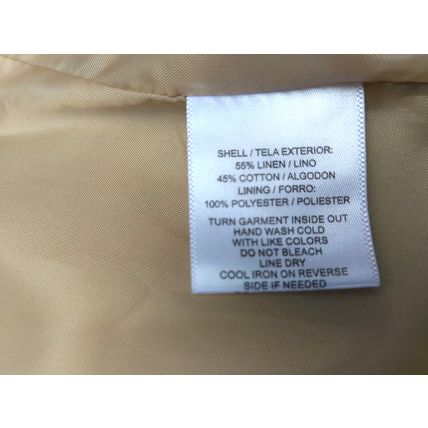 SHELL / TELA EXTERIOR:
55% LINEN / LINO
45% COTTON / ALGODON
LINING / FORRO:
100% POLYESTER / POLIESTER
TURN GARMENT INSIDE OUT
HAND WASH COLD
WITH LIKE COLORS
DO NOT BLEACH
LINE DRY
COOL IRON ON REVERSE
SIDE IF NEEDED